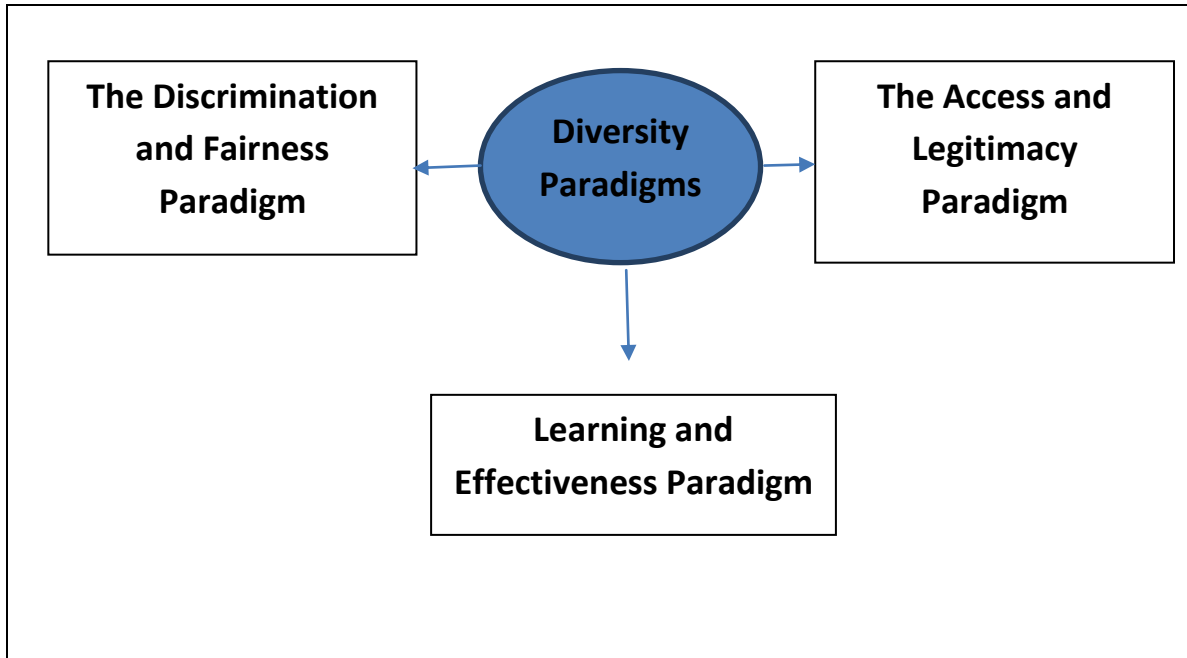 The Discrimination
and Fairness
Paradigm
Diversity
Paradigms
The Access and
Legitimacy
Paradigm
Learning and
Effectiveness Paradigm